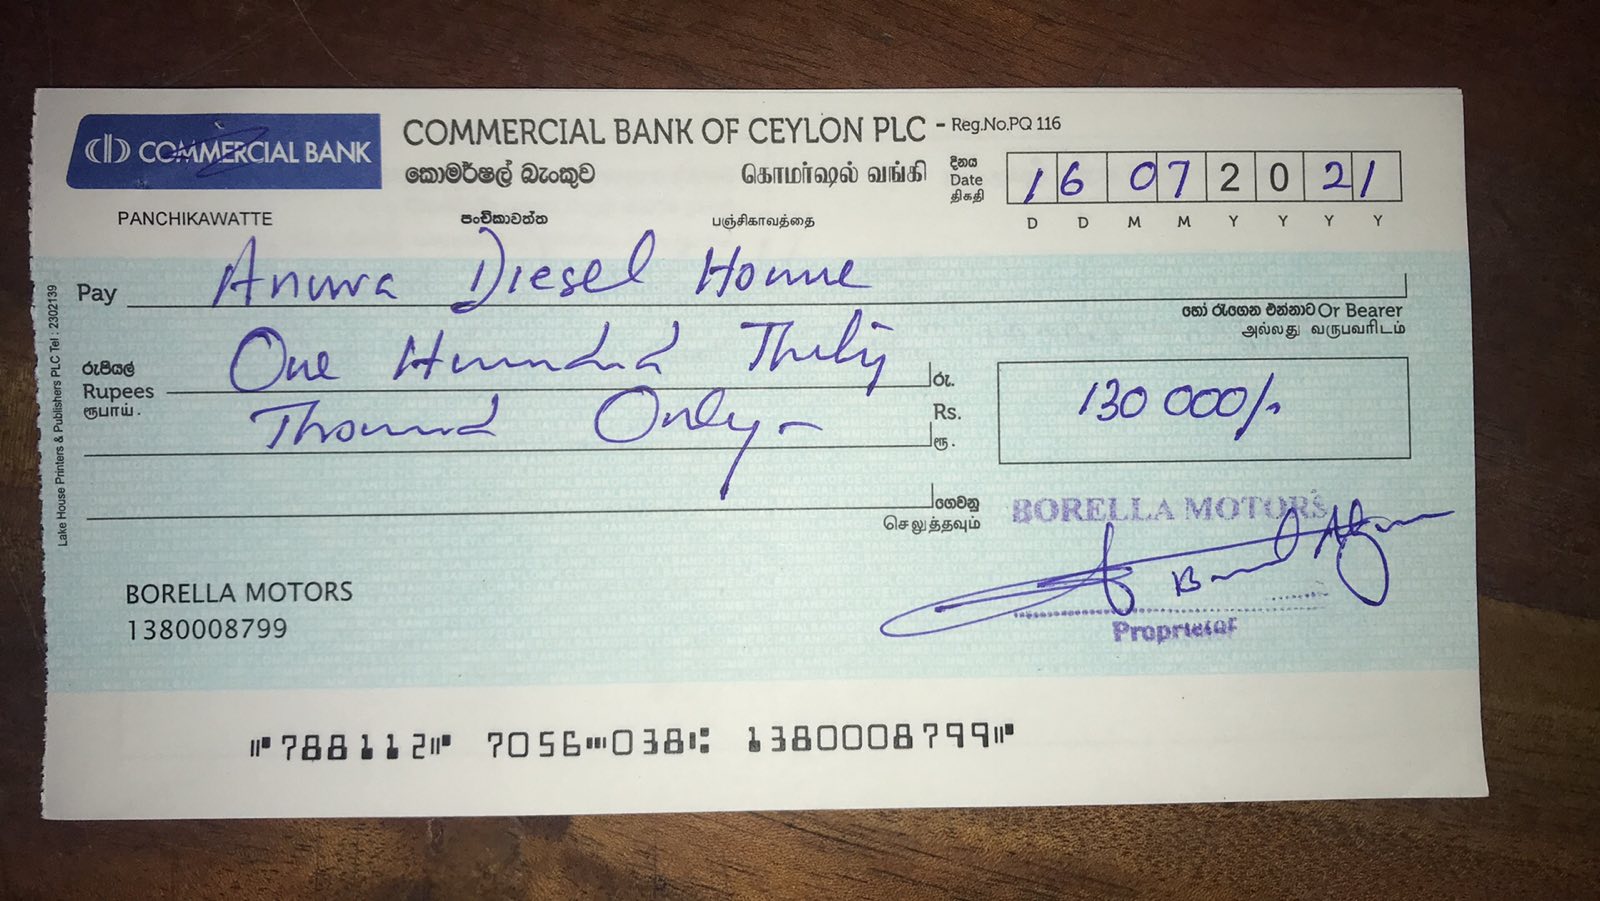 COMMERCIAL BANK
COMMERCIAL BANK OF CEYLON PLC - Reg.No.PQ 116
කොමර්ෂල් බැංකුව கொமர்ஷல் வங்கி
දිනය
Date
திகதி
16 07 2021
D D M M Y Y Y Y
PANCHIKAWATTE පංචිකාවත්ත பஞ்சிகாவத்தை
Pay Anura Diesel House
හෝ රැගෙන එන්නාට Or Bearer
அல்லது வருபவரிடம்
රුපියල්
Rupees
ரூபாய்.
One Hundred Thirty
Thousand Only -
රු.
Rs.
ரூ.
130 000/-
ගෙවනු
செலுத்தவும்
BORELLA MOTORS
Proprietor
BORELLA MOTORS
1380008799
Lake House Printers & Publishers PLC Tel : 2302139
⑈788112⑈ 7056⑉038⑆ 1380008799⑈